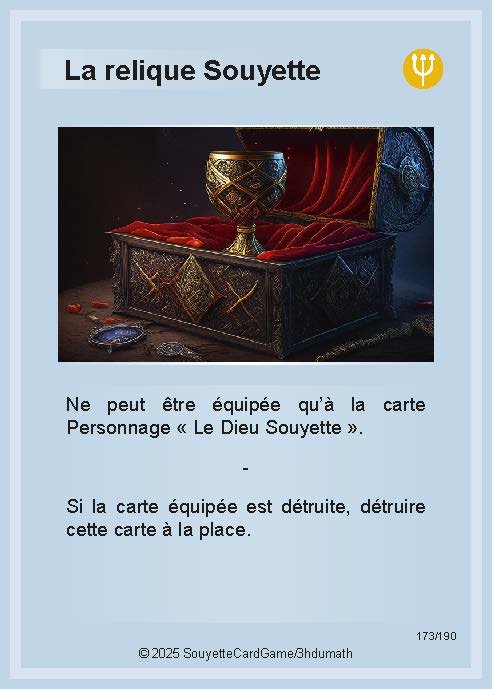 La relique Souyette
Ne peut être équipée qu’à la carte
Personnage « Le Dieu Souyette ».
-
Si la carte équipée est détruite, détruire
cette carte à la place.
173/190
© 2025 SouyetteCardGame/3hdumath